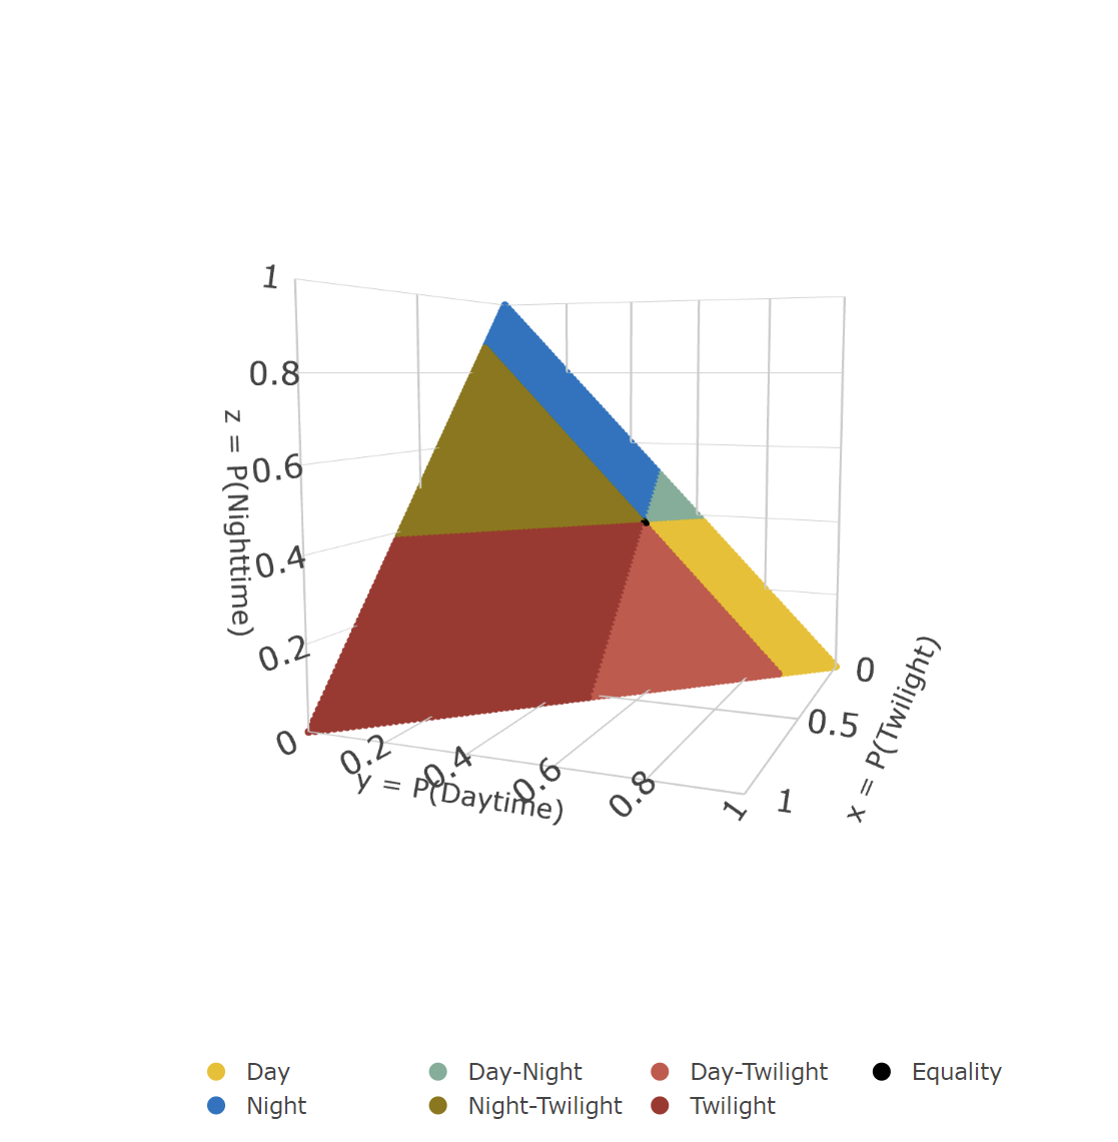 1
0.8
0.6
0.4
0.2
0
z = P(Nighttime)
0.2
0.4
0.6
0.8
1
y = P(Daytime)
0
0.5
1
x = P(Twilight)
Day
Day-Night
Day-Twilight
Equality
Night
Night-Twilight
Twilight